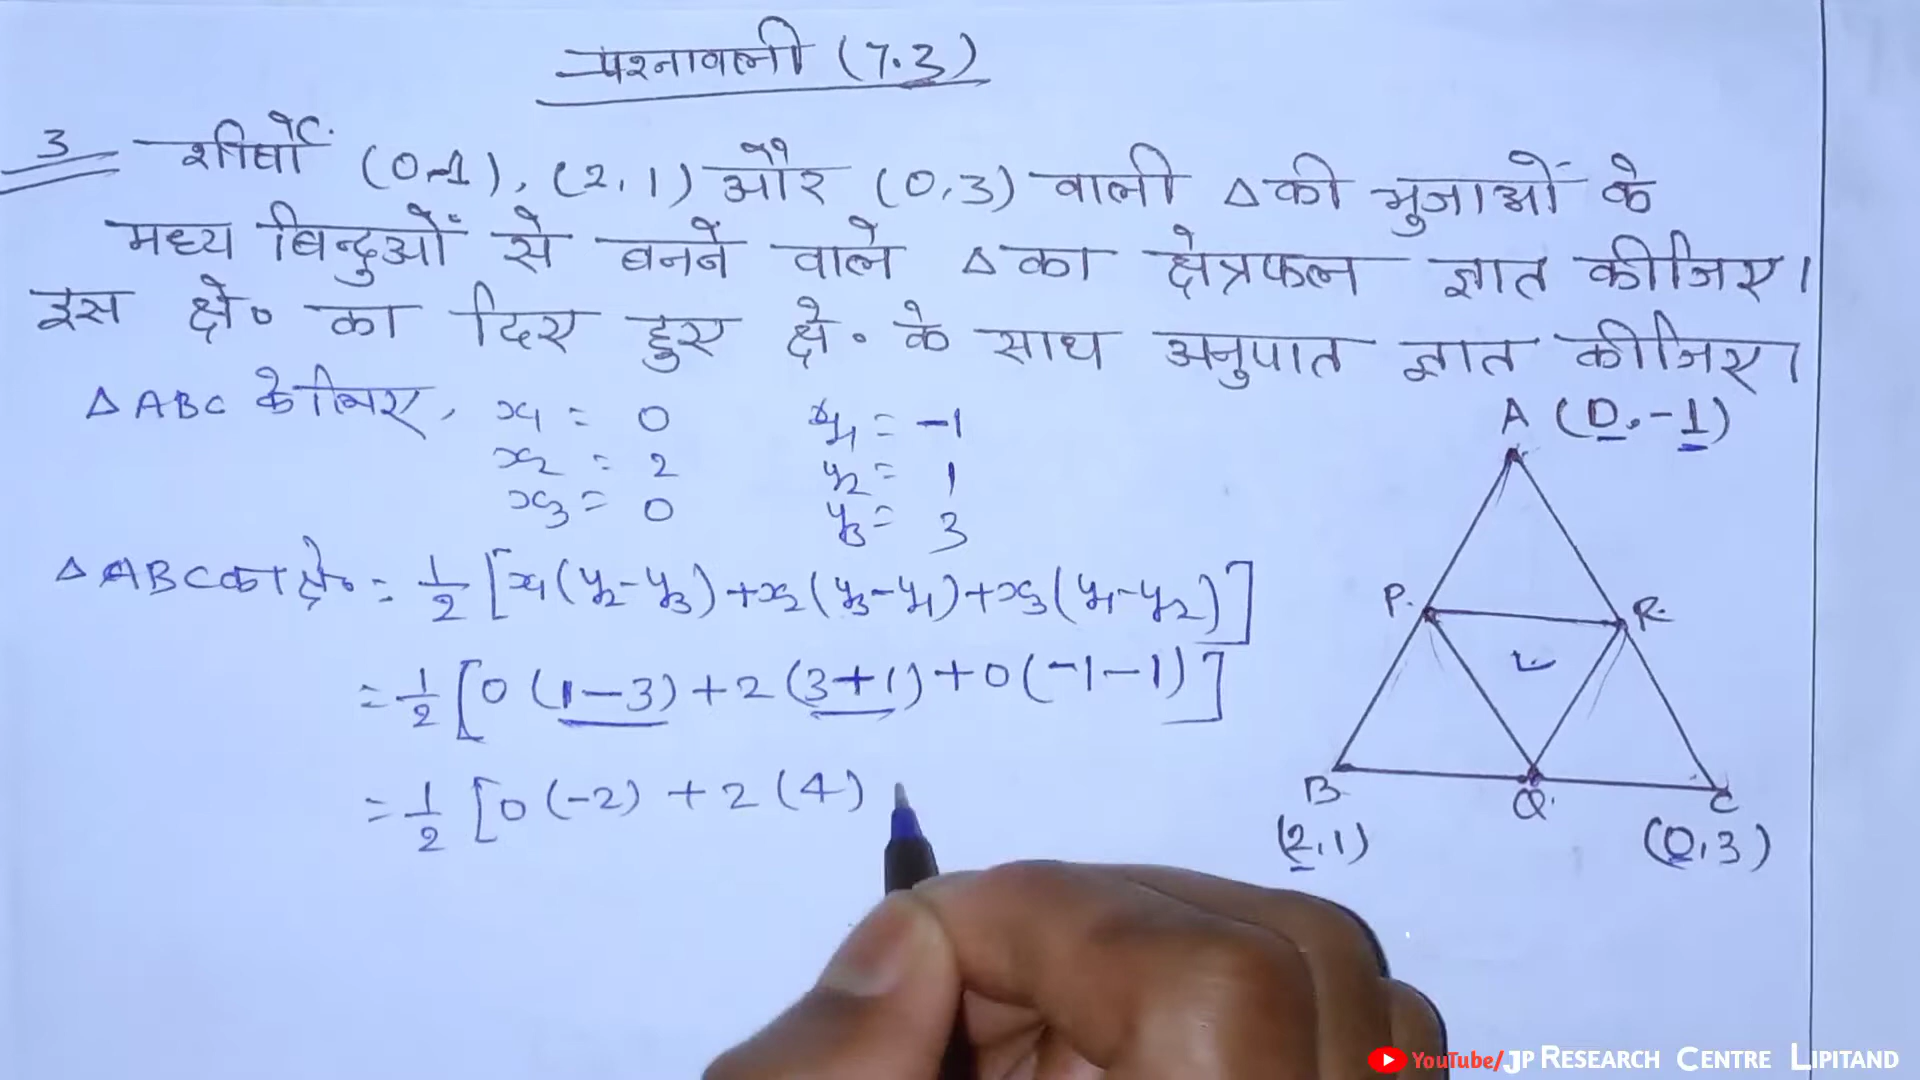 प्रश्नावली (7.3)
3 शीर्षों (0,-1), (2,1) और (0,3) वाली △ की भुजाओं के
मध्य बिन्दुओं से बनने वाले △ का क्षेत्रफल ज्ञात कीजिए।
इस क्षे० का दिए हुए क्षे० के साथ अनुपात ज्ञात कीजिए।
△ABC के लिए, x₁ = 0 y₁ = -1
x₂ = 2 y₂ = 1
x₃ = 0 y₃ = 3
△ABC का क्षे० = 1/2 [x₁(y₂-y₃)+x₂(y₃-y₁)+x₃(y₁-y₂)]
= 1/2 [0(1-3)+2(3+1)+0(-1-1)]
= 1/2 [0(-2)+2(4)
A (0,-1)
P R
B Q C
(2,1) (0,3)
YouTube/JP RESEARCH CENTRE LIPITAND